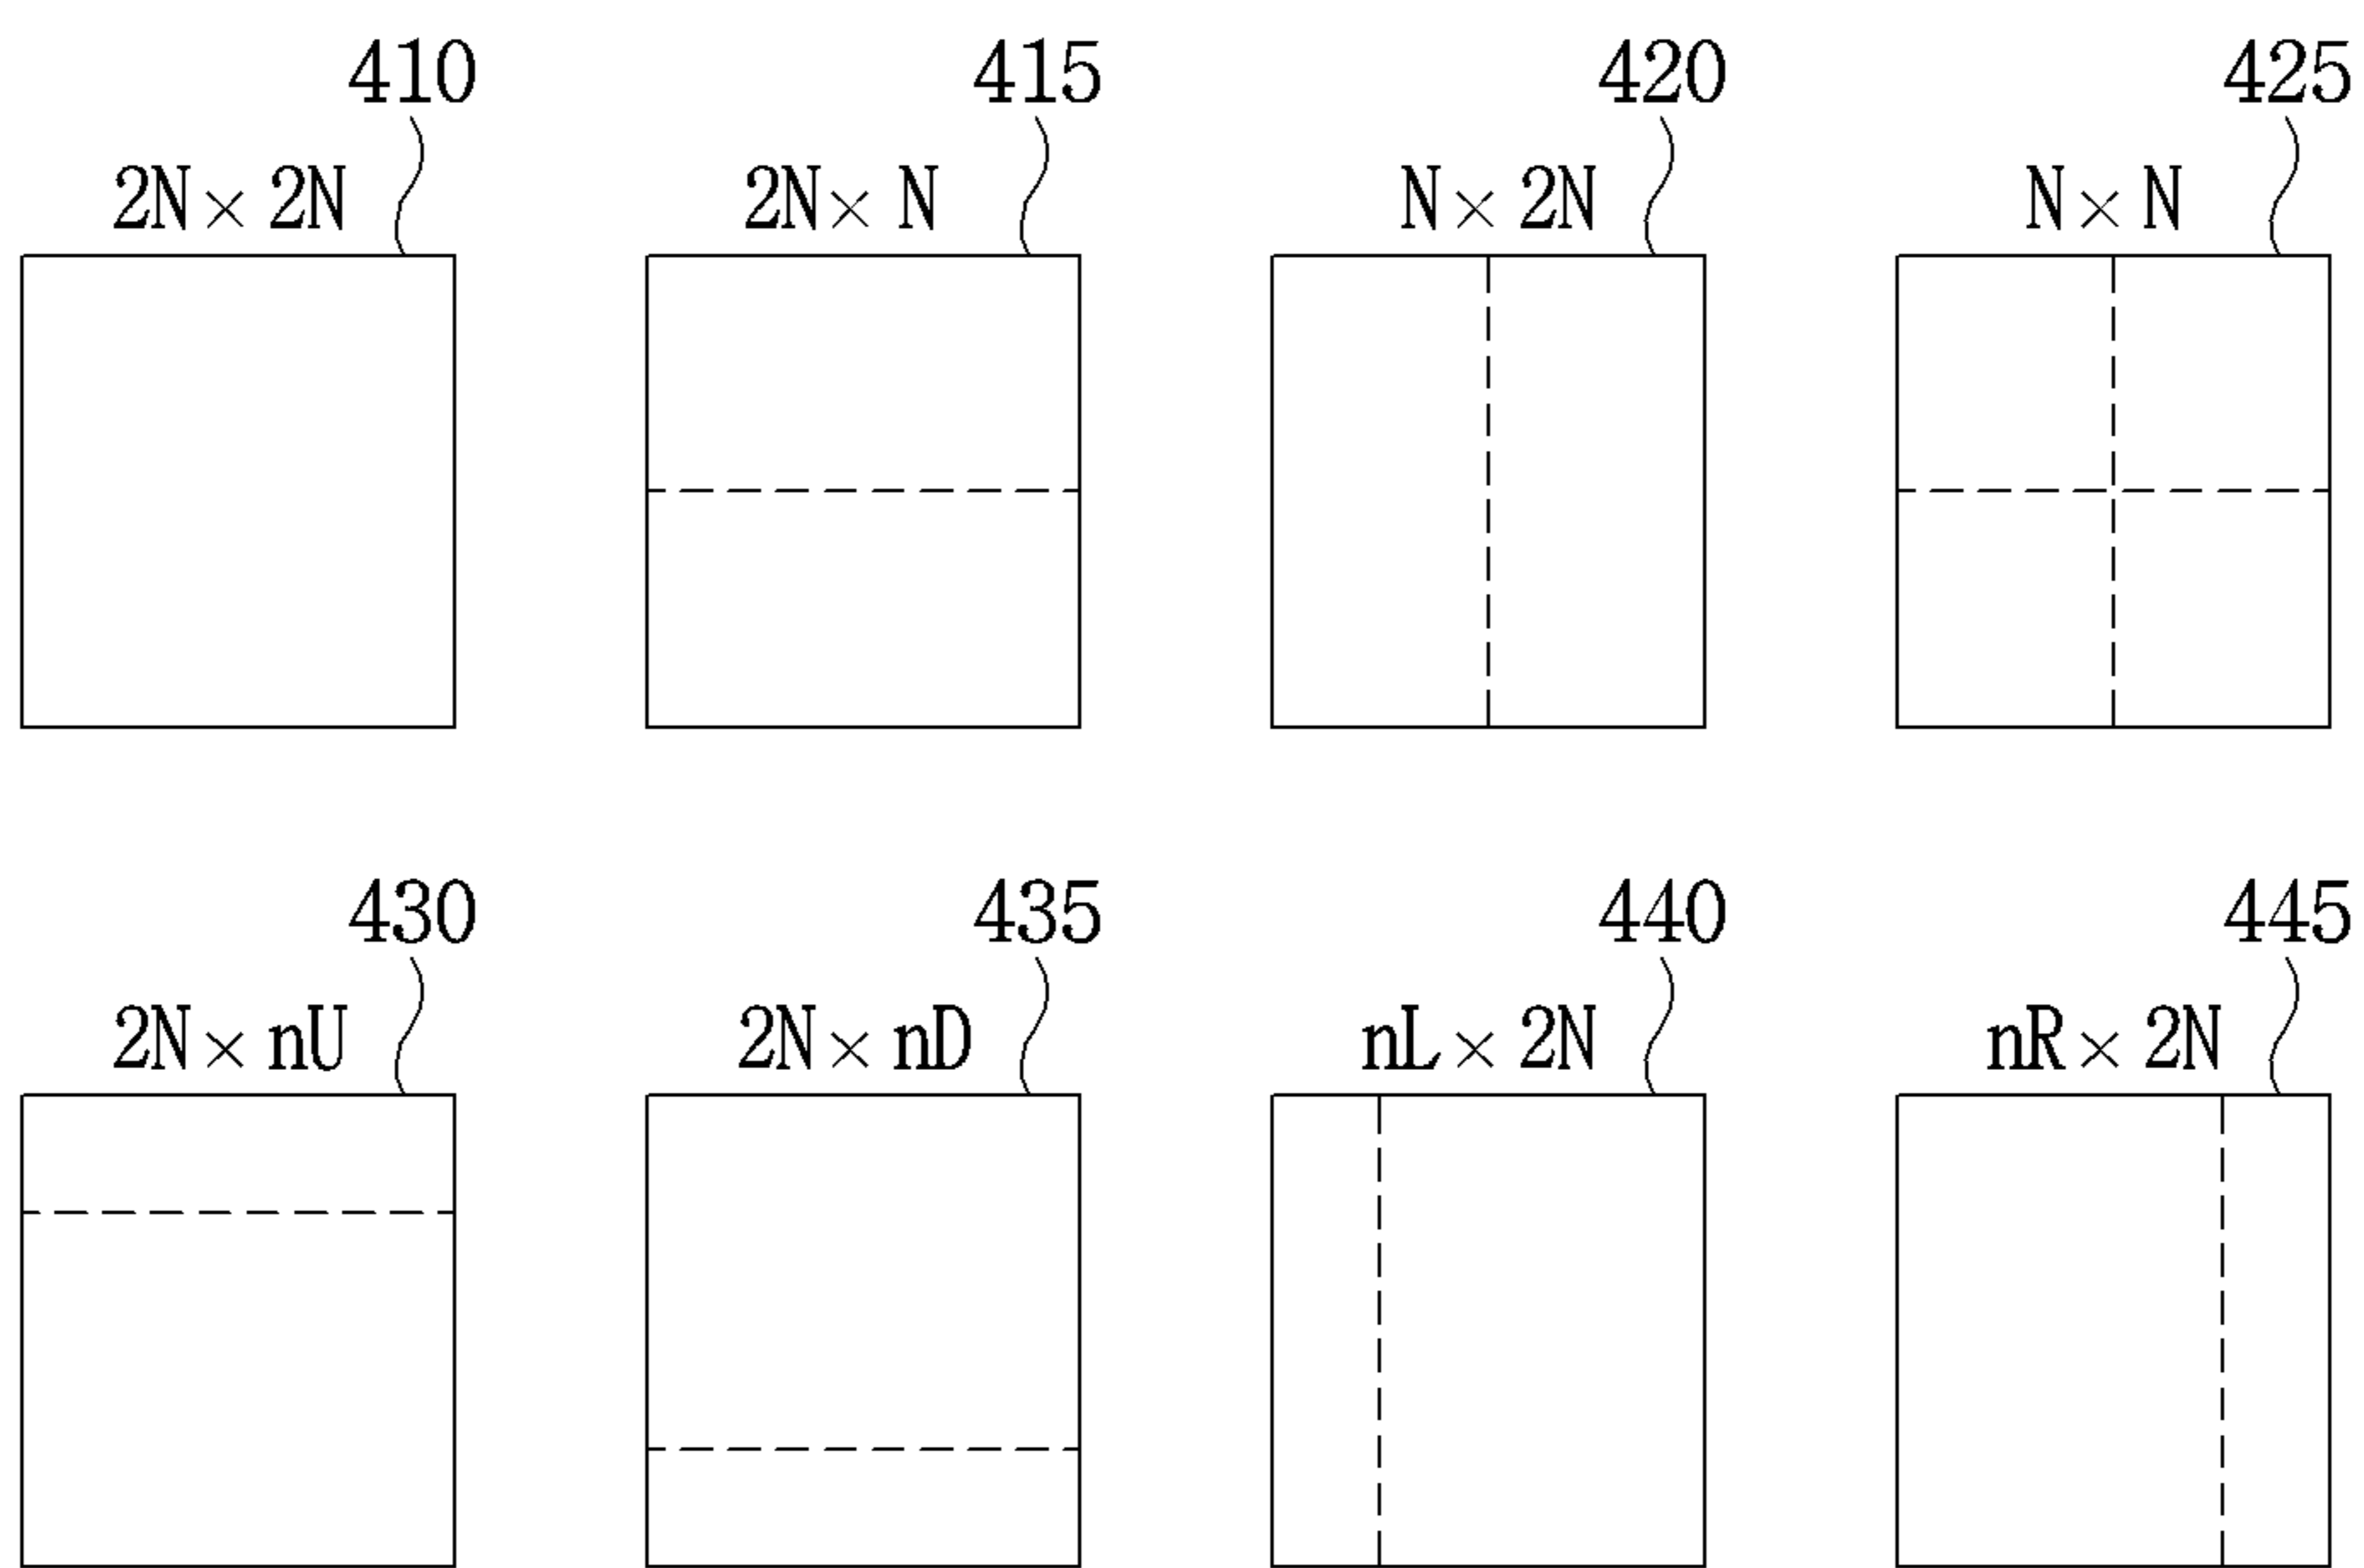 410 415 420 425
2N × 2N 2N × N N × 2N N × N
430 435 440 445
2N × nU 2N × nD nL × 2N nR × 2N